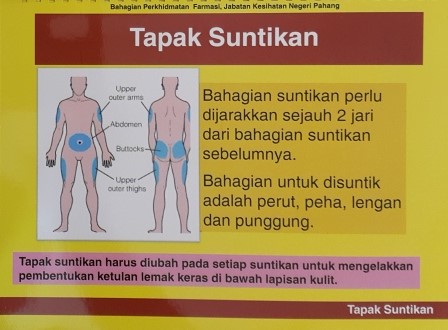 Bahagian Perkhidmatan Farmasi, Jabatan Kesihatan Negeri Pahang
Tapak Suntikan
Upper
outer arms
Abdomen
Buttocks
Upper
outer thighs
Bahagian suntikan perlu
dijarakkan sejauh 2 jari
dari bahagian suntikan
sebelumnya.
Bahagian untuk disuntik
adalah perut, peha, lengan
dan punggung.
Tapak suntikan harus diubah pada setiap suntikan untuk mengelakkan
pembentukan ketulan lemak keras di bawah lapisan kulit.
Tapak Suntikan